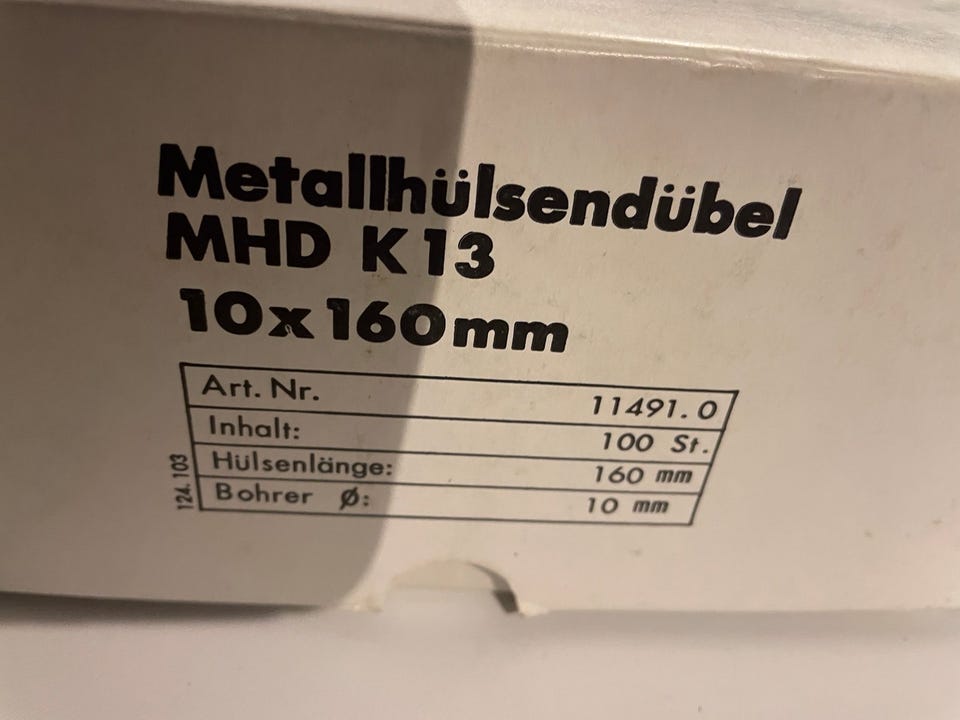 Metallhülsendübel
MHD K13
10x160mm
Art. Nr. 11491.0
Inhalt: 100 St.
Hülsenlänge: 160 mm
Bohrer Ø: 10 mm
124.103